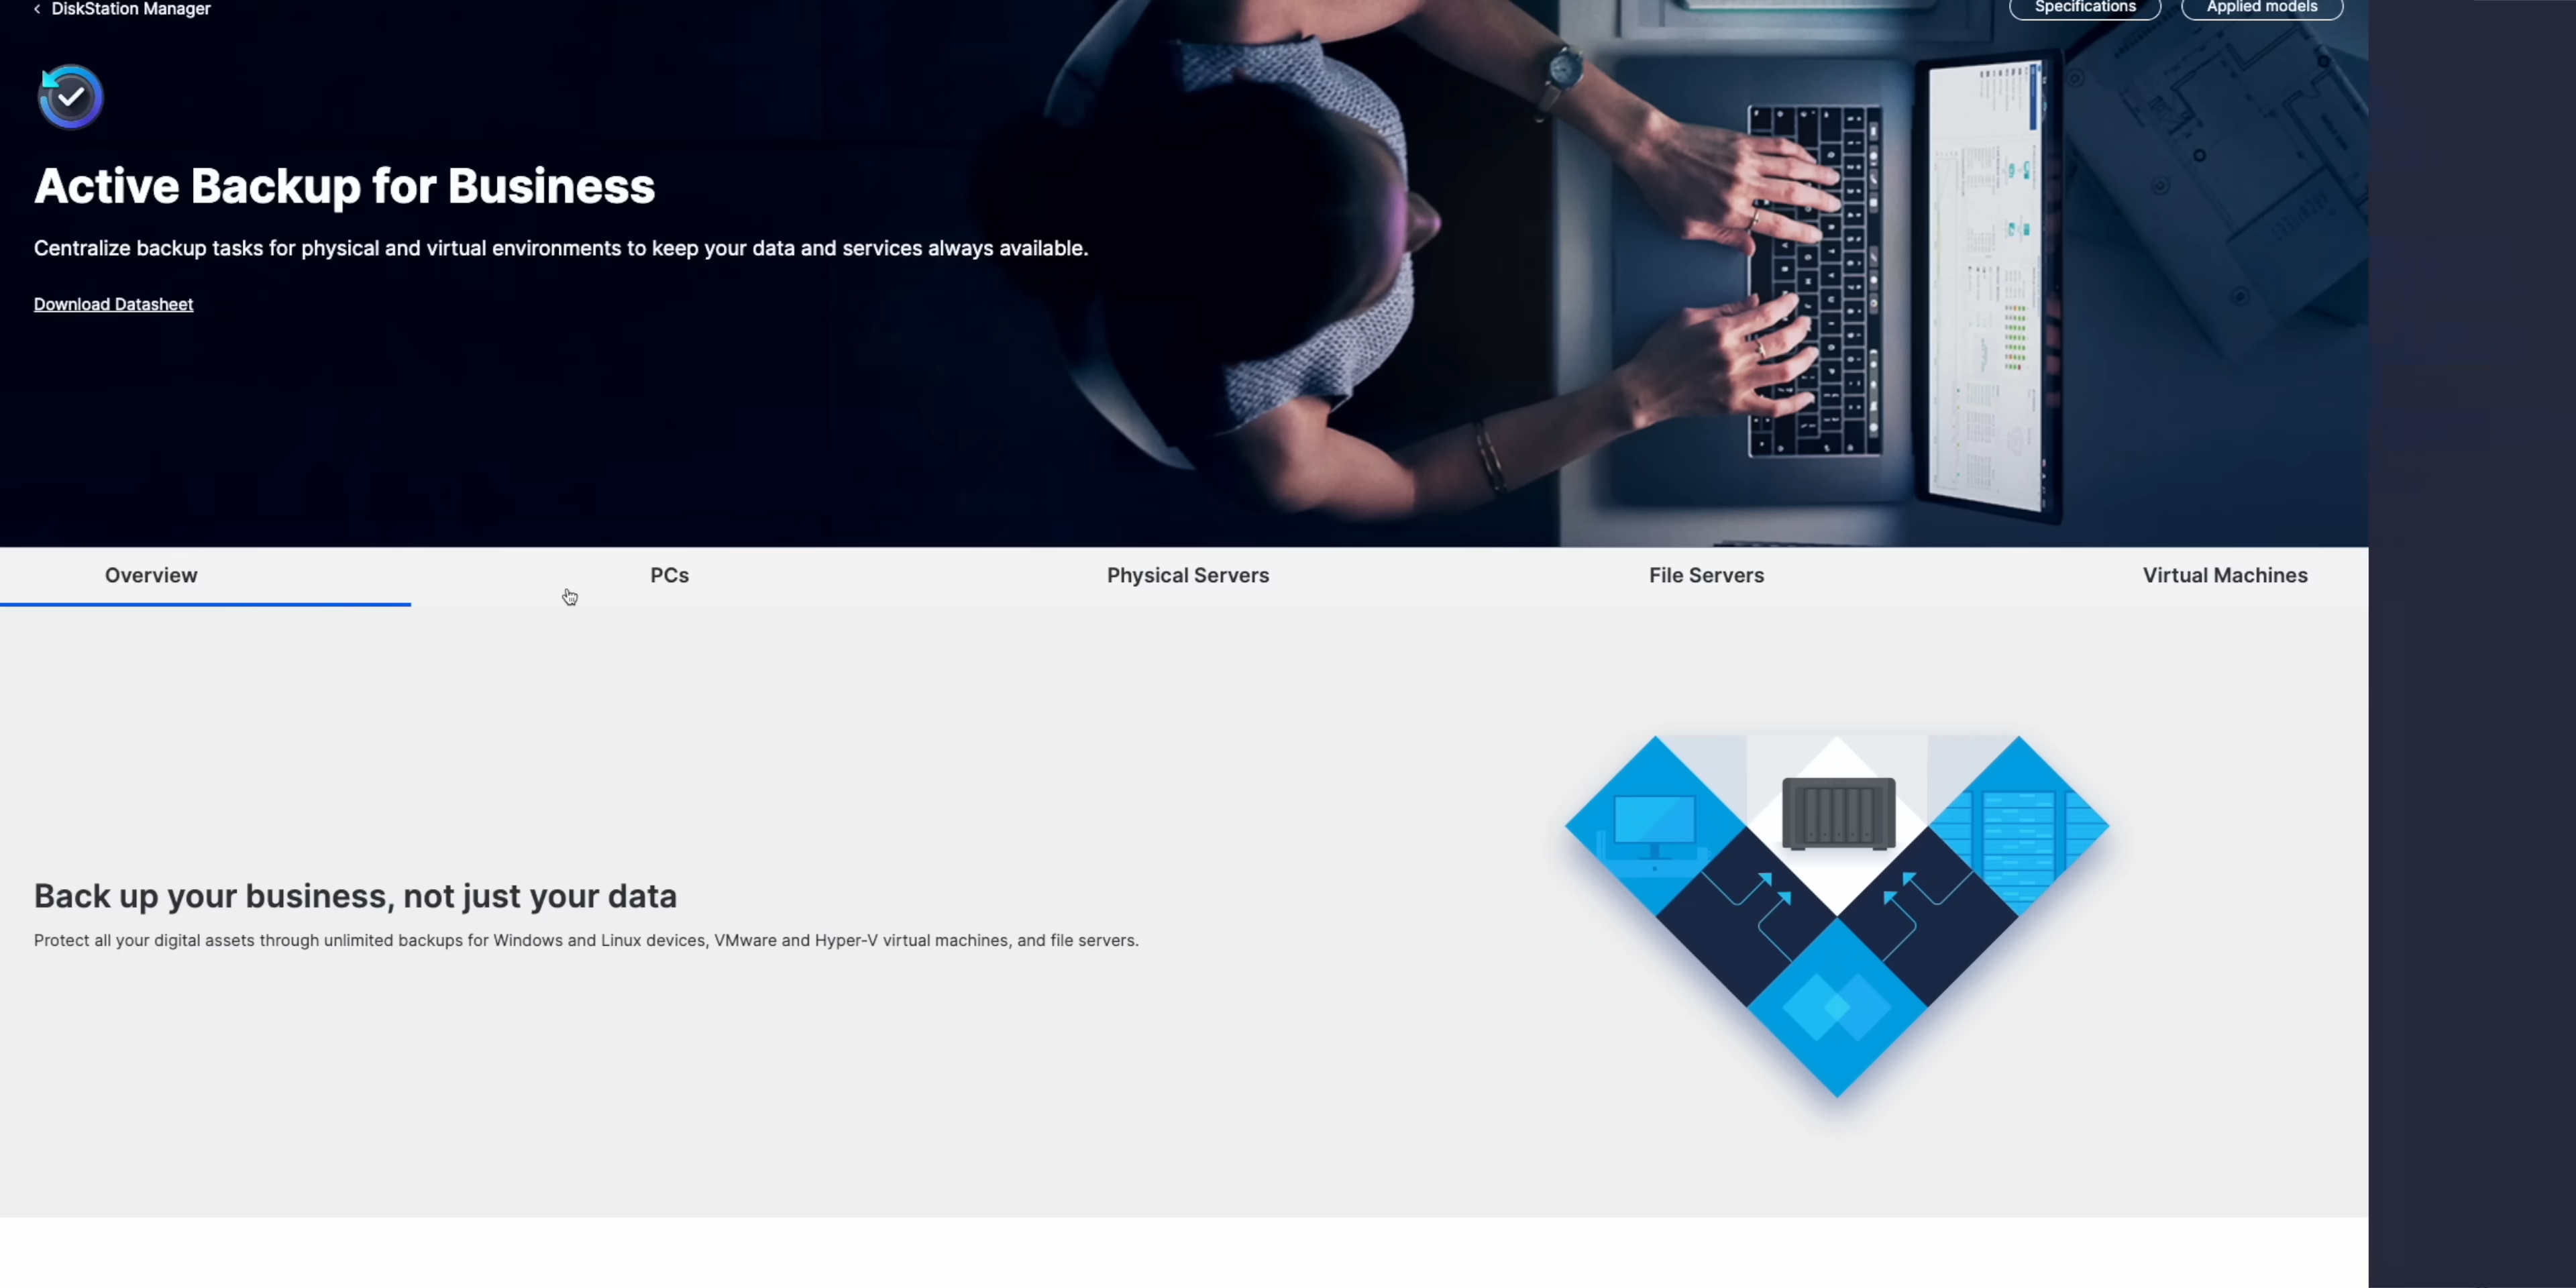 DiskStation Manager
Specifications
Applied models
Active Backup for Business
Centralize backup tasks for physical and virtual environments to keep your data and services always available.
Download Datasheet
Overview
PCs
Physical Servers
File Servers
Virtual Machines
Back up your business, not just your data
Protect all your digital assets through unlimited backups for Windows and Linux devices, VMware and Hyper-V virtual machines, and file servers.